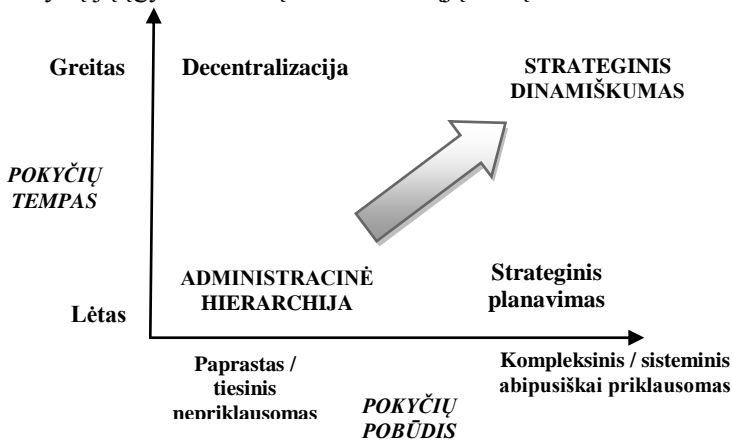 Greitas
Decentralizacija
STRATEGINIS
DINAMIŠKUMAS
POKYČIŲ
TEMPAS
ADMINISTRACINĖ
HIERARCHIJA
Strateginis
planavimas
Lėtas
Paprastas /
tiesinis
nepriklausomas
Kompleksinis / sisteminis
abipusiškai priklausomas
POKYČIŲ
POBŪDIS